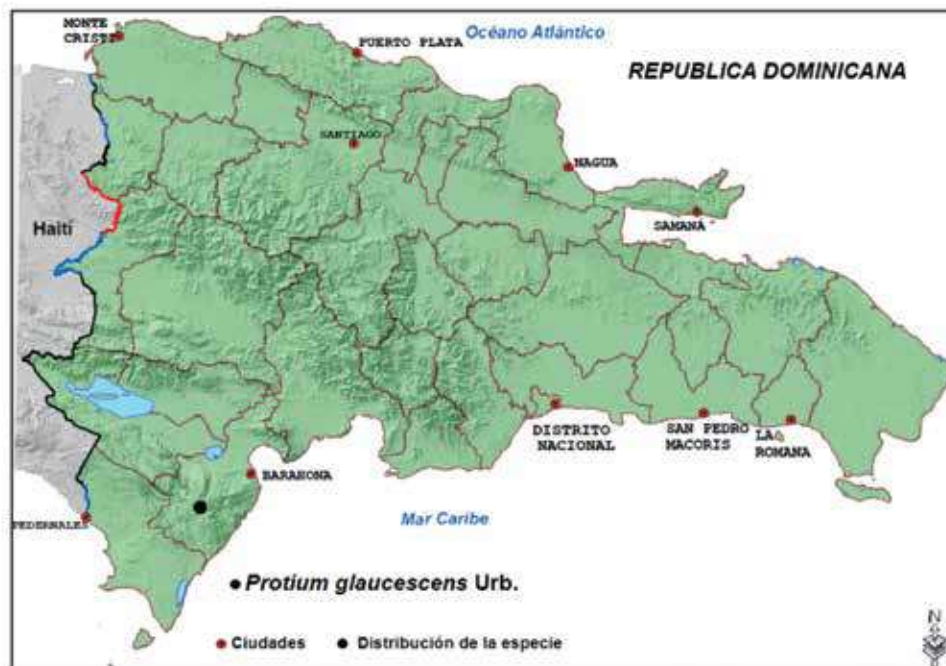 MONTE
CRISTI
PUERTO PLATA
Océano Atlántico
REPUBLICA DOMINICANA
SANTIAGO
NAGUA
SAMANÁ
Haití
DISTRITO
NACIONAL
SAN PEDRO
MACORIS
LA
ROMANA
BARAHONA
PEDERNALES
Mar Caribe
Protium glaucescens Urb.
Ciudades
Distribución de la especie
N